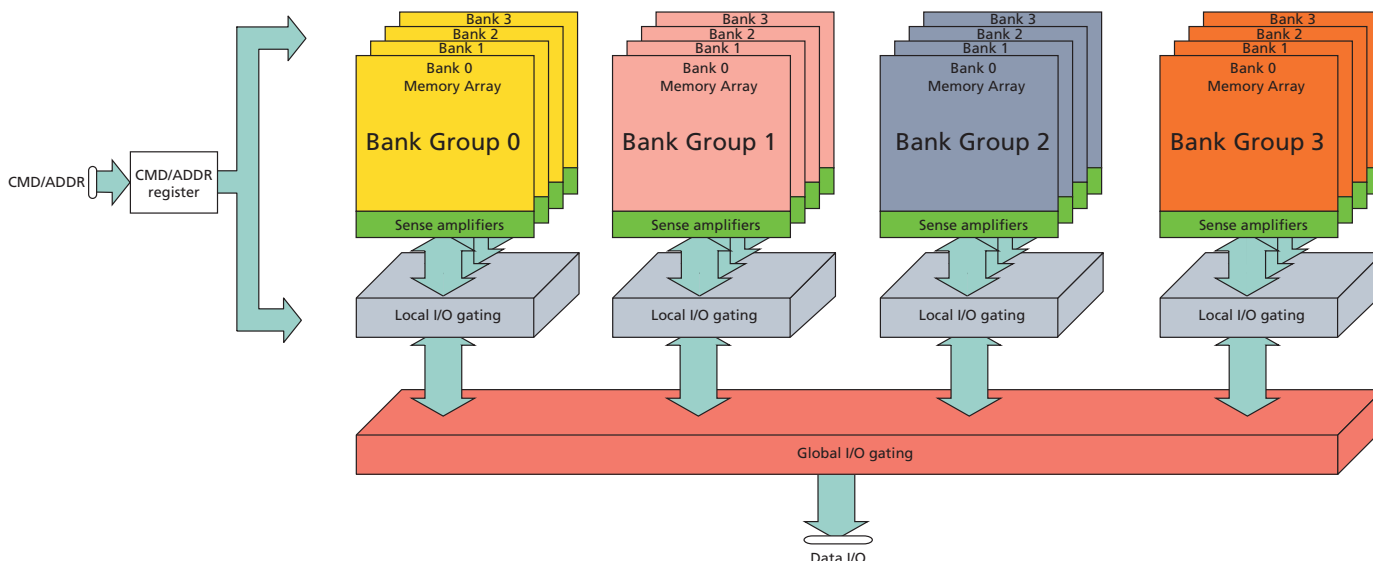 Bank 3
Bank 2
Bank 1
Bank 0
Memory Array
Bank Group 0
Sense amplifiers
Local I/O gating
Bank 3
Bank 2
Bank 1
Bank 0
Memory Array
Bank Group 1
Sense amplifiers
Local I/O gating
Bank 3
Bank 2
Bank 1
Bank 0
Memory Array
Bank Group 2
Sense amplifiers
Local I/O gating
Bank 3
Bank 2
Bank 1
Bank 0
Memory Array
Bank Group 3
Sense amplifiers
Local I/O gating
CMD/ADDR
CMD/ADDR
register
Global I/O gating
Data I/O